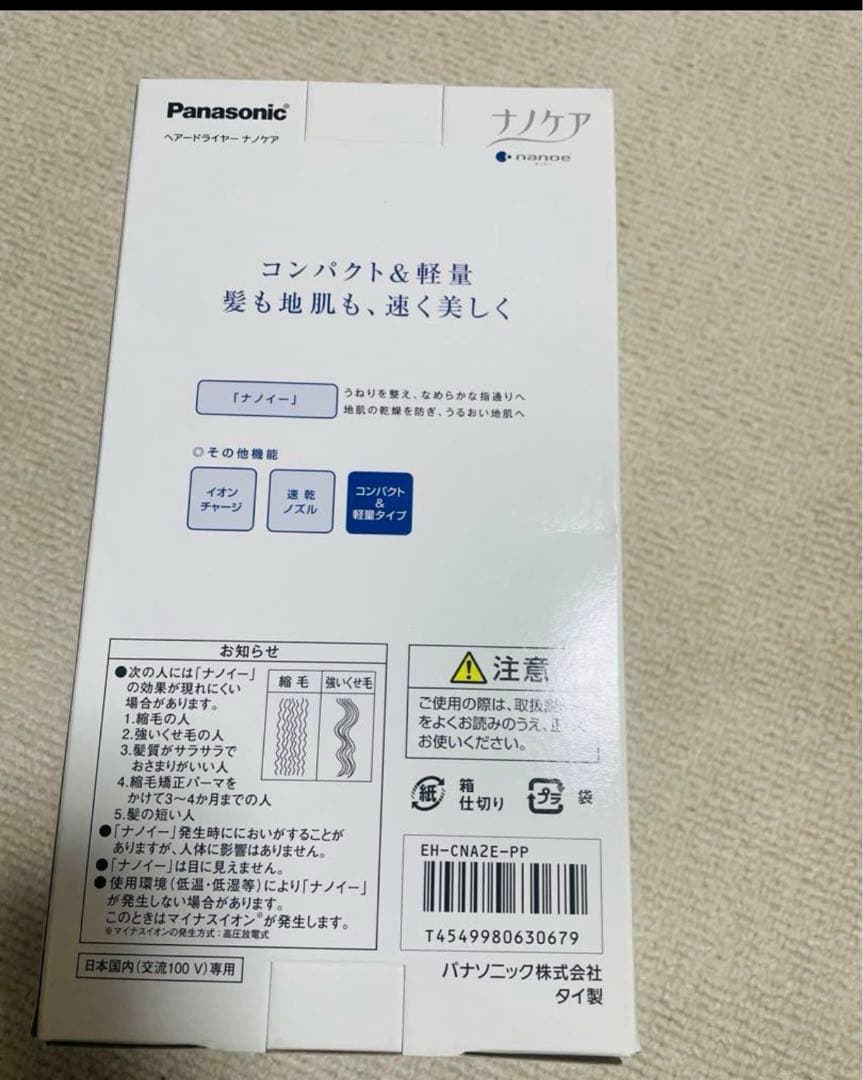 Panasonic
ヘアードライヤー ナノケア
ナノケア
nanoe
コンパクト&軽量
髪も地肌も、速く美しく
「ナノイー」
うねりを整え、なめらかな指通りへ
地肌の乾燥を防ぎ、うるおい地肌へ
◎その他機能
イオン
チャージ
速乾
ノズル
コンパクト
&
軽量タイプ
お知らせ
●次の人には「ナノイー」
の効果が現れにくい
場合があります。
1.縮毛の人
2.強いくせ毛の人
3.髪質がサラサラで
おさまりがいい人
4.縮毛矯正パーマを
かけて3〜4か月までの人
5.髪の短い人
縮毛
強いくせ毛
●「ナノイー」発生時ににおいがすることが
ありますが、人体に影響はありません。
●「ナノイー」は目に見えません。
●使用環境(低温・低湿等)により「ナノイー」
が発生しない場合があります。
このときはマイナスイオン※が発生します。
※マイナスイオンの発生方式:高圧放電式
日本国内(交流100 V)専用
注意
ご使用の際は、取扱説
をよくお読みのうえ、正
お使いください。
紙
箱
仕切り
プラ
袋
EH-CNA2E-PP
T4549980630679
パナソニック株式会社
タイ製